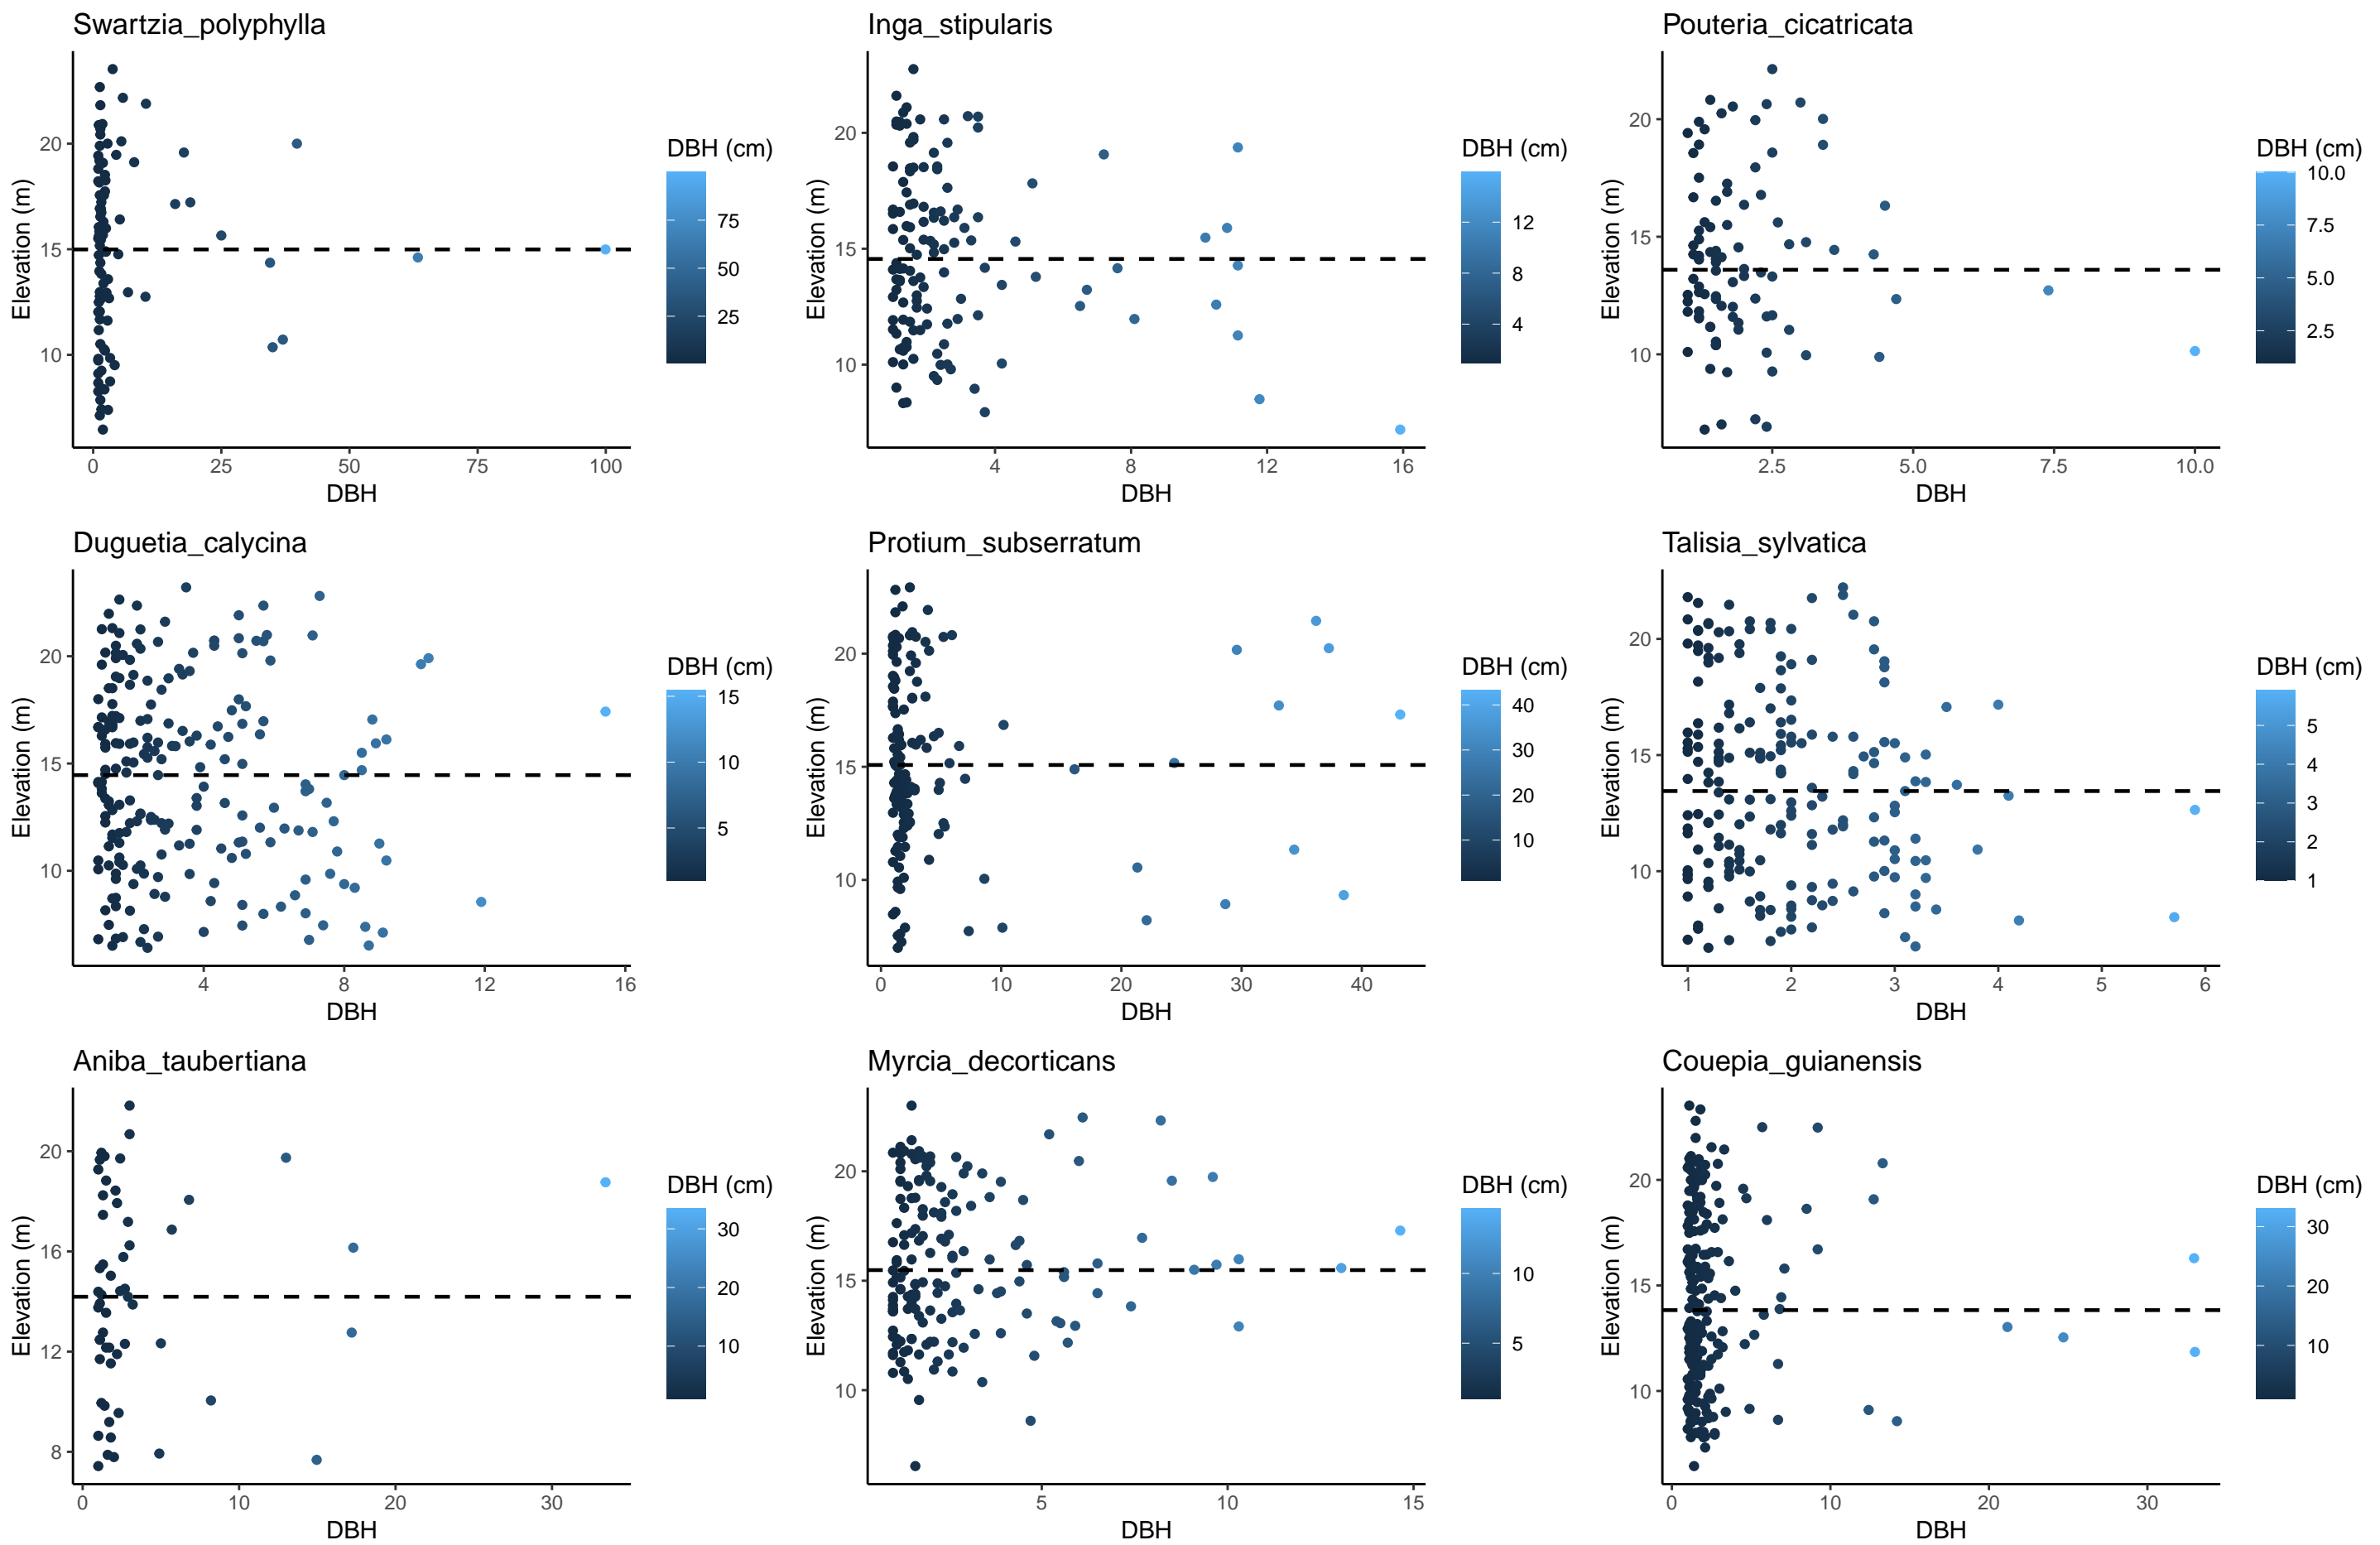 Swartzia_polyphylla
Elevation (m)
20
15
10
0 25 50 75 100
DBH
DBH (cm)
75
50
25
Inga_stipularis
Elevation (m)
20
15
10
4 8 12 16
DBH
DBH (cm)
12
8
4
Pouteria_cicatricata
Elevation (m)
20
15
10
2.5 5.0 7.5 10.0
DBH
DBH (cm)
10.0
7.5
5.0
2.5
Duguetia_calycina
Elevation (m)
20
15
10
4 8 12 16
DBH
DBH (cm)
15
10
5
Protium_subserratum
Elevation (m)
20
15
10
0 10 20 30 40
DBH
DBH (cm)
40
30
20
10
Talisia_sylvatica
Elevation (m)
20
15
10
1 2 3 4 5 6
DBH
DBH (cm)
5
4
3
2
1
Aniba_taubertiana
Elevation (m)
20
16
12
8
0 10 20 30
DBH
DBH (cm)
30
20
10
Myrcia_decorticans
Elevation (m)
20
15
10
5 10 15
DBH
DBH (cm)
10
5
Couepia_guianensis
Elevation (m)
20
15
10
0 10 20 30
DBH
DBH (cm)
30
20
10